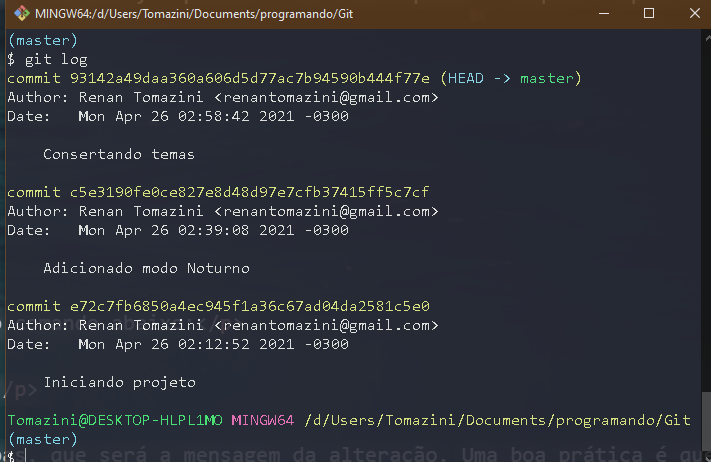 MINGW64:/d/Users/Tomazini/Documents/programando/Git
(master)
$ git log
commit 93142a49daa360a606d5d77ac7b94590b444f77e (HEAD -> master)
Author: Renan Tomazini <renantomazini@gmail.com>
Date:   Mon Apr 26 02:58:42 2021 -0300
Consertando temas
commit c5e3190fe0ce827e8d48d97e7cfb37415ff5c7cf
Author: Renan Tomazini <renantomazini@gmail.com>
Date:   Mon Apr 26 02:39:08 2021 -0300
Adicionado modo Noturno
commit e72c7fb6850a4ec945f1a36c67ad04da2581c5e0
Author: Renan Tomazini <renantomazini@gmail.com>
Date:   Mon Apr 26 02:12:52 2021 -0300
Iniciando projeto
/p>
Tomazini@DESKTOP-HLPL1MO MINGW64 /d/Users/Tomazini/Documents/programando/Git
(master)
$
que será a mensagem da alteração. Uma boa prática é